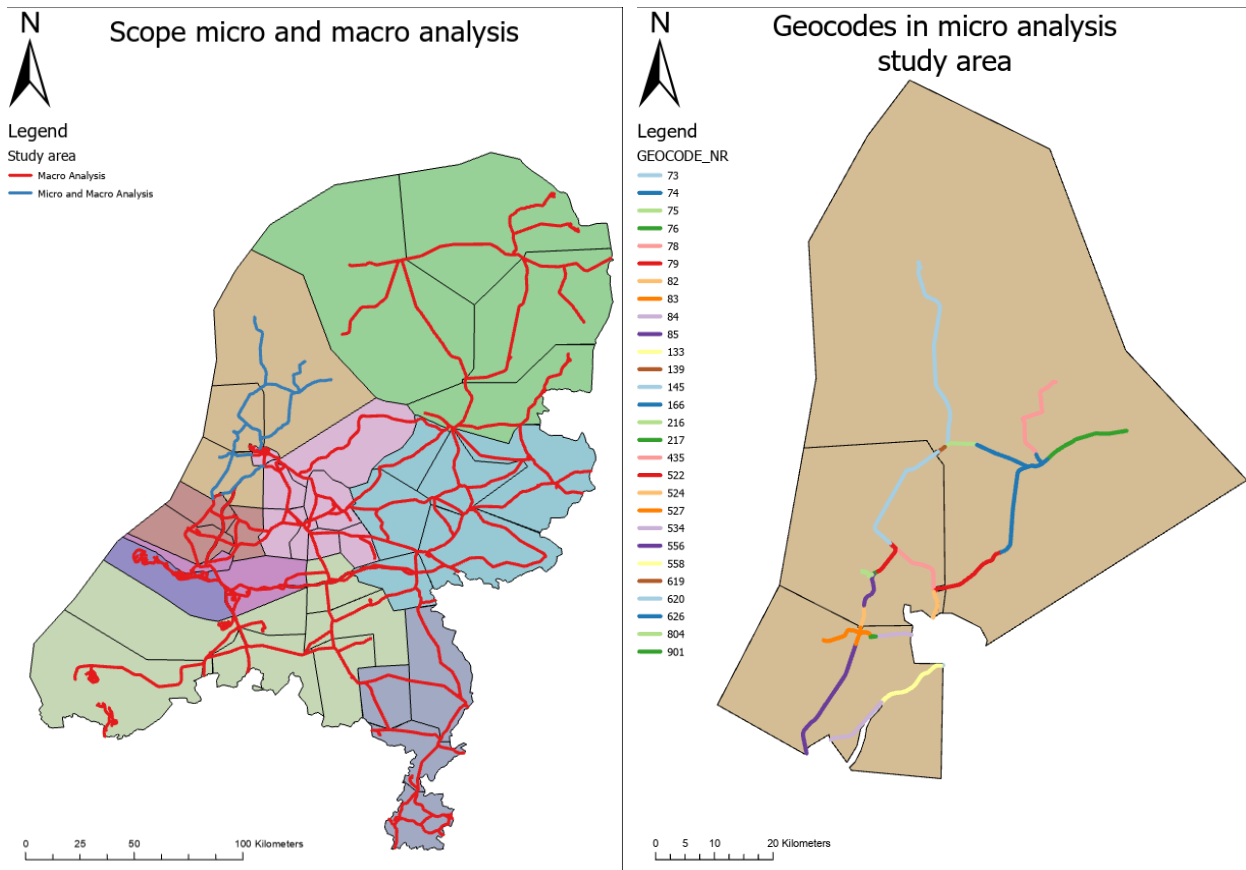 Scope micro and macro analysis
N
Legend
Study area
Macro Analysis
Micro and Macro Analysis
0 25 50 100 Kilometers
Geocodes in micro analysis
study area
N
Legend
GEOCODE_NR
73
74
75
76
78
79
82
83
84
85
133
139
145
166
216
217
435
522
524
527
534
556
558
619
620
626
804
901
0 5 10 20 Kilometers